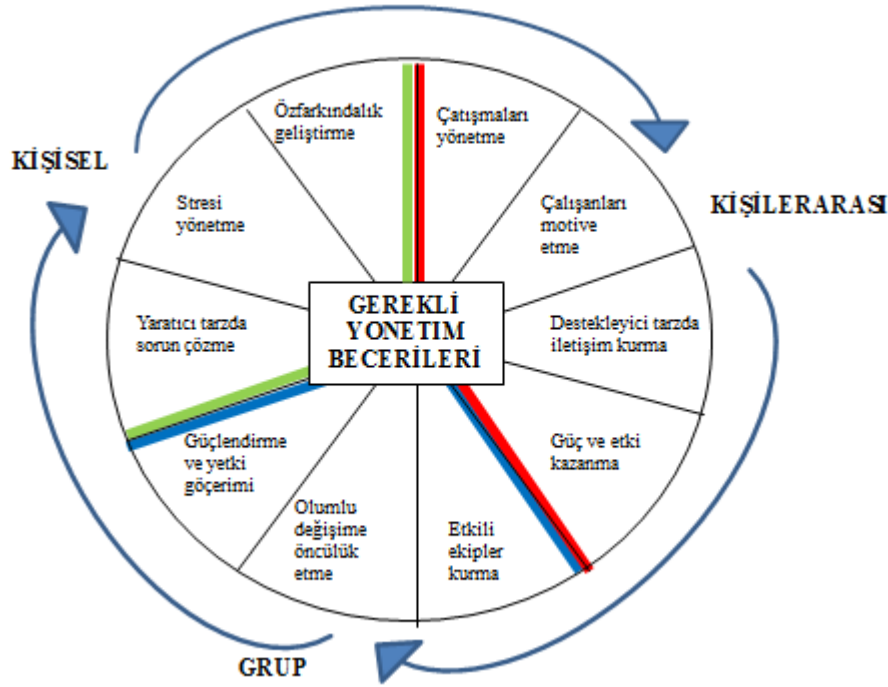 KİŞİSEL
KİŞİLERARASI
GRUP
GEREKLİ
YONETIM
BECERİLERİ
Özfarkındalık
geliştirme
Çatışmaları
yönetme
Çalışanları
motive
etme
Destekleyici tarzda
iletişim kurma
Güç ve etki
kazanma
Etkili
ekipler
kurma
Olumlu
değişime
öncülük
etme
Güçlendirme
ve yetki
göçerimi
Yaratıcı tarzda
sorun çözme
Stresi
yönetme